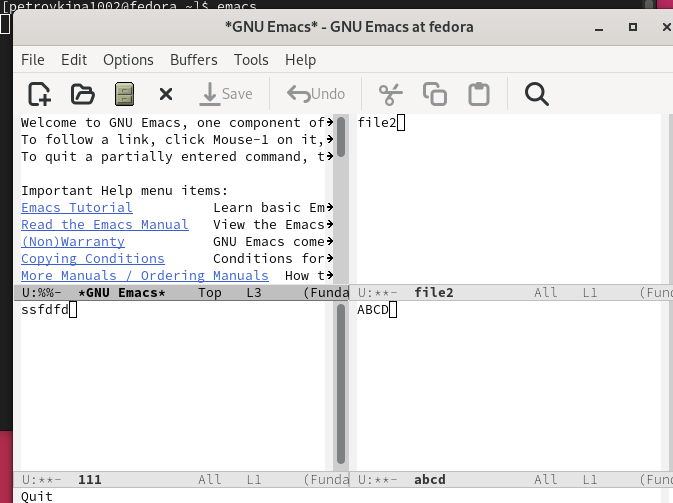 [petrovkina1002@fedora ~]$ emacs
*GNU Emacs* - GNU Emacs at fedora
File Edit Options Buffers Tools Help
Save Undo
Welcome to GNU Emacs, one component of
To follow a link, click Mouse-1 on it,
To quit a partially entered command, t
Important Help menu items:
Emacs Tutorial Learn basic Em
Read the Emacs Manual View the Emacs
(Non)Warranty GNU Emacs come
Copying Conditions Conditions for
More Manuals / Ordering Manuals How t
U:%%- *GNU Emacs* Top L3 (Funda
file2
U:**- file2 All L1 (Fun
ssfdfd
U:**- 111 All L1 (Funda
ABCD
U:**- abcd All L1 (Fun
Quit